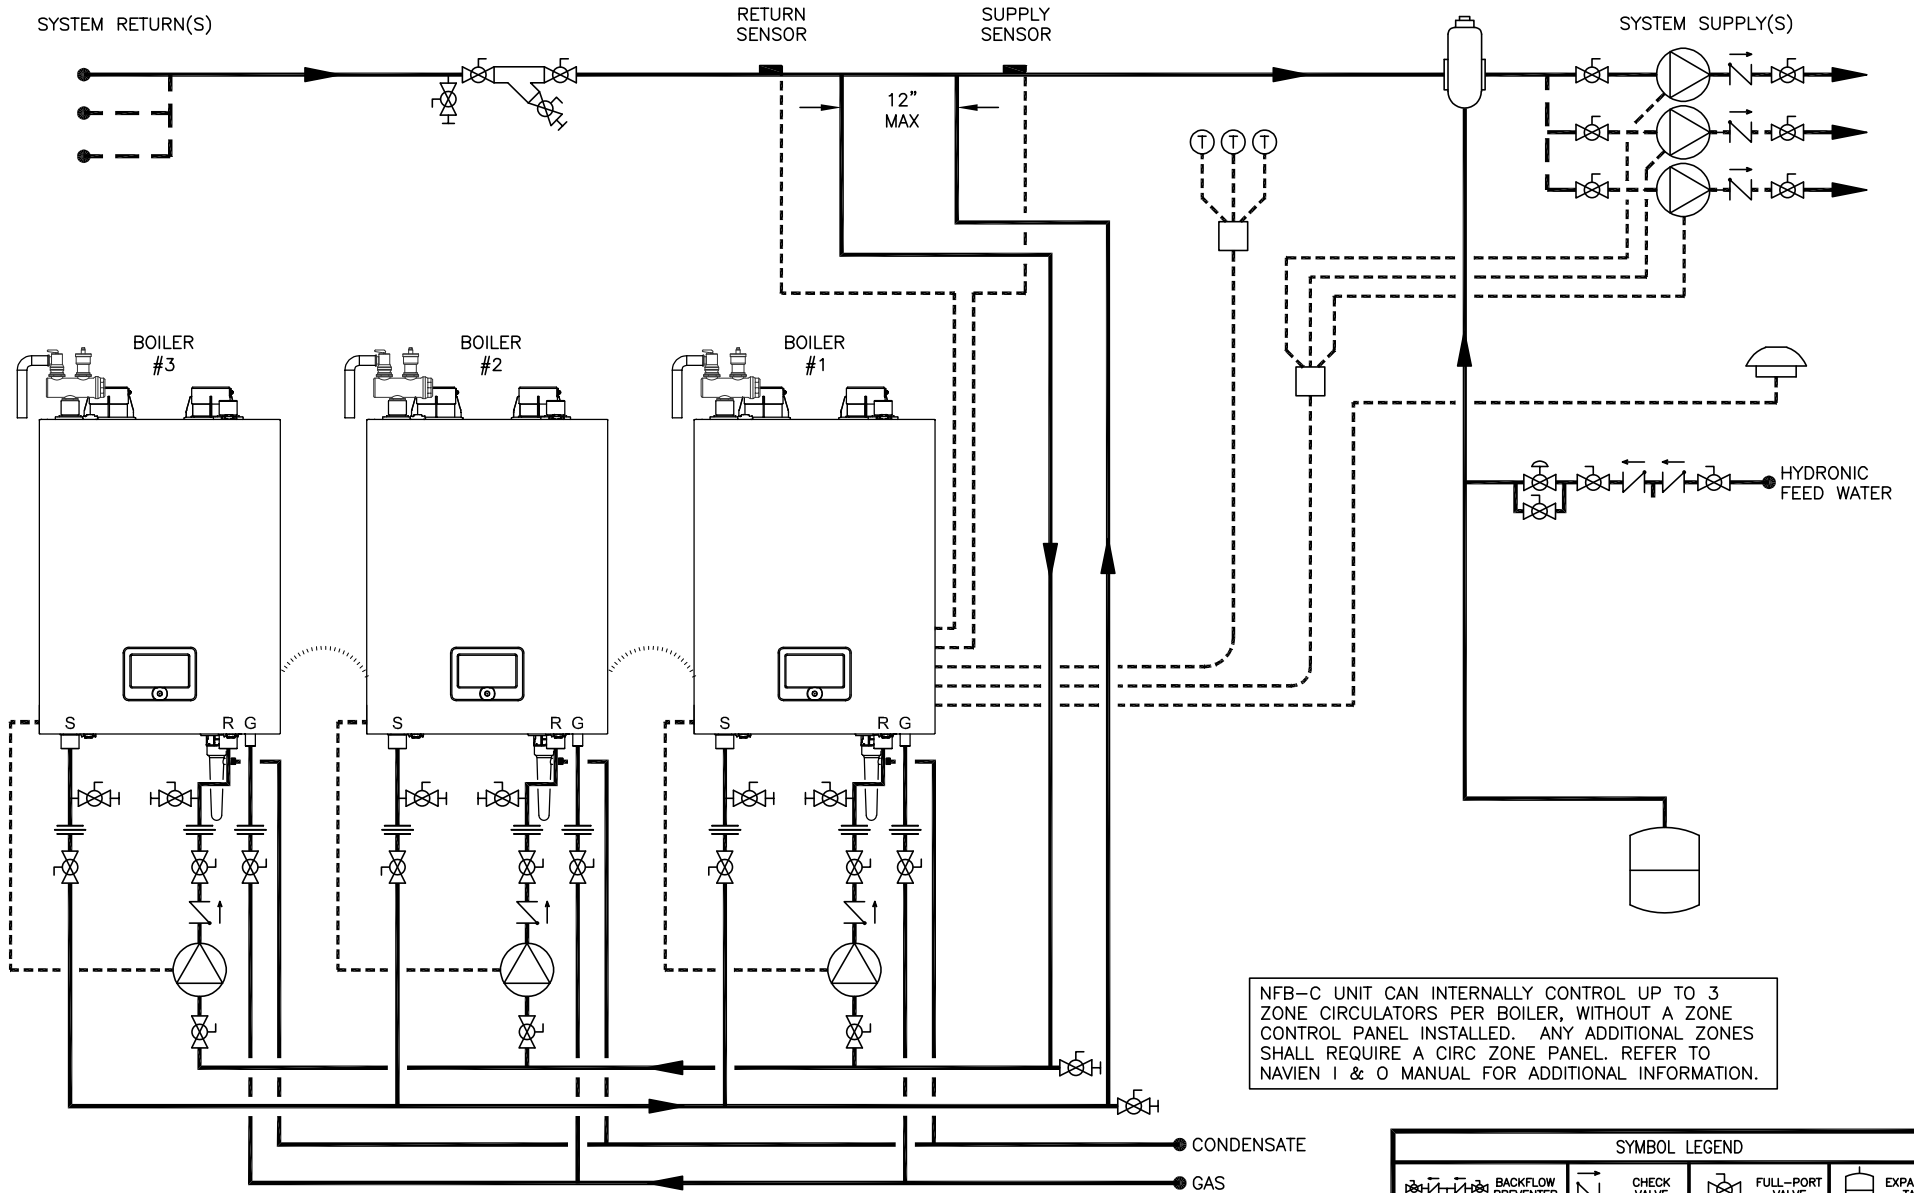 SYSTEM RETURN(S)
RETURN
SENSOR
SUPPLY
SENSOR
SYSTEM SUPPLY(S)
12"
MAX
T T T
BOILER
#3
BOILER
#2
BOILER
#1
HYDRONIC
FEED WATER
S R G
S R G
S R G
NFB-C UNIT CAN INTERNALLY CONTROL UP TO 3
ZONE CIRCULATORS PER BOILER, WITHOUT A ZONE
CONTROL PANEL INSTALLED. ANY ADDITIONAL ZONES
SHALL REQUIRE A CIRC ZONE PANEL. REFER TO
NAVIEN I & O MANUAL FOR ADDITIONAL INFORMATION.
CONDENSATE
GAS
SYMBOL LEGEND
BACKFLOW
CHECK
FULL-PORT
EXPA